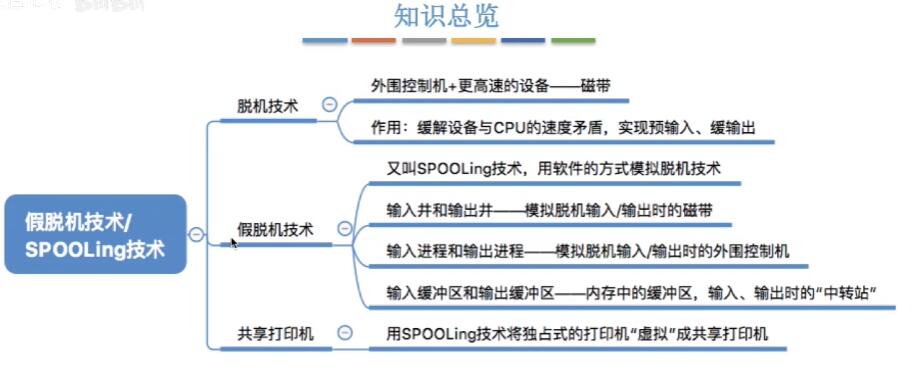 知识总览
外围控制机+更高速的设备——磁带
脱机技术
作用：缓解设备与CPU的速度矛盾，实现预输入、缓输出
又叫SPOOLing技术，用软件的方式模拟脱机技术
输入井和输出井——模拟脱机输入/输出时的磁带
假脱机技术/
SPOOLing技术
假脱机技术
输入进程和输出进程——模拟脱机输入/输出时的外围控制机
输入缓冲区和输出缓冲区——内存中的缓冲区，输入、输出时的“中转站”
共享打印机
用SPOOLing技术将独占式的打印机“虚拟”成共享打印机